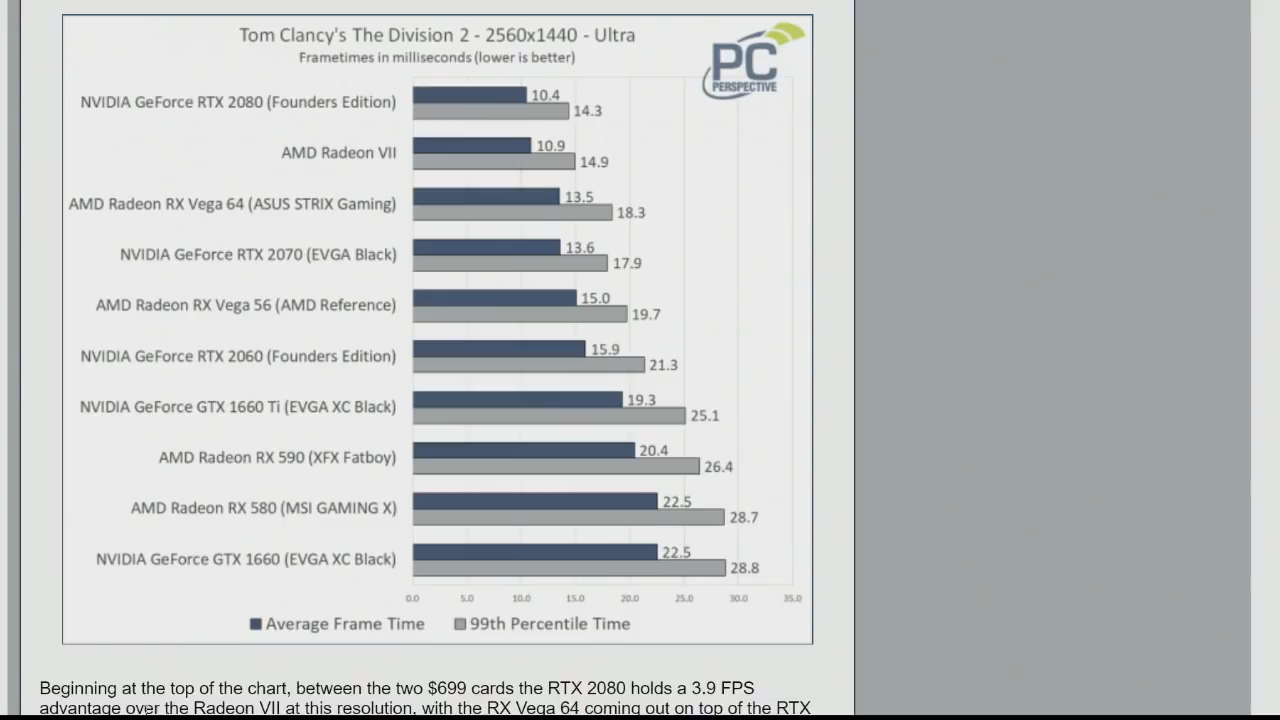 Tom Clancy's The Division 2 - 2560x1440 - Ultra
Frametimes in milliseconds (lower is better)
PC
PERSPECTIVE
NVIDIA GeForce RTX 2080 (Founders Edition)
10.4
14.3
AMD Radeon VII
10.9
14.9
AMD Radeon RX Vega 64 (ASUS STRIX Gaming)
13.5
18.3
NVIDIA GeForce RTX 2070 (EVGA Black)
13.6
17.9
AMD Radeon RX Vega 56 (AMD Reference)
15.0
19.7
NVIDIA GeForce RTX 2060 (Founders Edition)
15.9
21.3
NVIDIA GeForce GTX 1660 Ti (EVGA XC Black)
19.3
25.1
AMD Radeon RX 590 (XFX Fatboy)
20.4
26.4
AMD Radeon RX 580 (MSI GAMING X)
22.5
28.7
NVIDIA GeForce GTX 1660 (EVGA XC Black)
22.5
28.8
0.0 5.0 10.0 15.0 20.0 25.0 30.0 35.0
Average Frame Time 99th Percentile Time
Beginning at the top of the chart, between the two $699 cards the RTX 2080 holds a 3.9 FPS
advantage over the Radeon VII at this resolution, with the RX Vega 64 coming out on top of the RTX